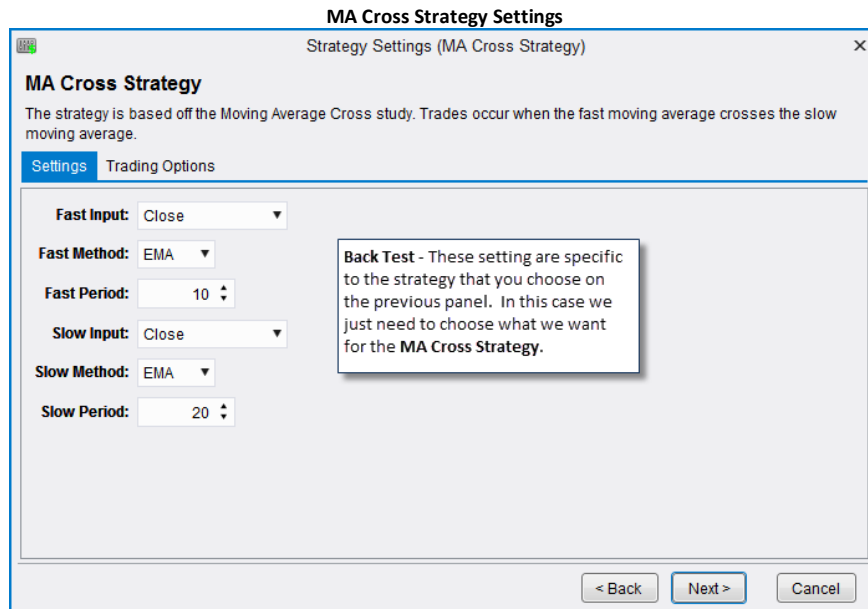 MA Cross Strategy Settings
Strategy Settings (MA Cross Strategy)
MA Cross Strategy
The strategy is based off the Moving Average Cross study. Trades occur when the fast moving average crosses the slow
moving average.
Settings Trading Options
Fast Input: Close
Fast Method: EMA
Fast Period: 10
Slow Input: Close
Slow Method: EMA
Slow Period: 20
Back Test - These setting are specific
to the strategy that you choose on
the previous panel. In this case we
just need to choose what we want
for the MA Cross Strategy.
< Back Next > Cancel